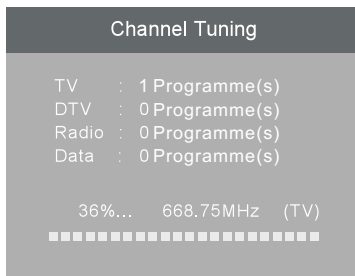 Channel Tuning
TV : 1 Programme(s)
DTV : 0 Programme(s)
Radio : 0 Programme(s)
Data : 0 Programme(s)
36%... 668.75MHz (TV)